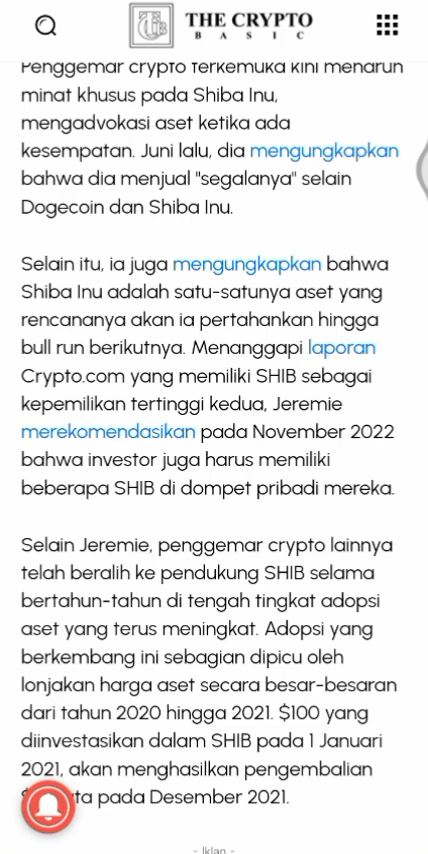 THE CRYPTO
BASIC
Penggemar crypto terkemuka kini menaruh
minat khusus pada Shiba Inu,
mengadvokasi aset ketika ada
kesempatan. Juni lalu, dia mengungkapkan
bahwa dia menjual "segalanya" selain
Dogecoin dan Shiba Inu.
Selain itu, ia juga mengungkapkan bahwa
Shiba Inu adalah satu-satunya aset yang
rencananya akan ia pertahankan hingga
bull run berikutnya. Menanggapi laporan
Crypto.com yang memiliki SHIB sebagai
kepemilikan tertinggi kedua, Jeremie
merekomendasikan pada November 2022
bahwa investor juga harus memiliki
beberapa SHIB di dompet pribadi mereka.
Selain Jeremie, penggemar crypto lainnya
telah beralih ke pendukung SHIB selama
bertahun-tahun di tengah tingkat adopsi
aset yang terus meningkat. Adopsi yang
berkembang ini sebagian dipicu oleh
lonjakan harga aset secara besar-besaran
dari tahun 2020 hingga 2021. $100 yang
diinvestasikan dalam SHIB pada 1 Januari
2021, akan menghasilkan pengembalian
pada Desember 2021.
- Iklan -